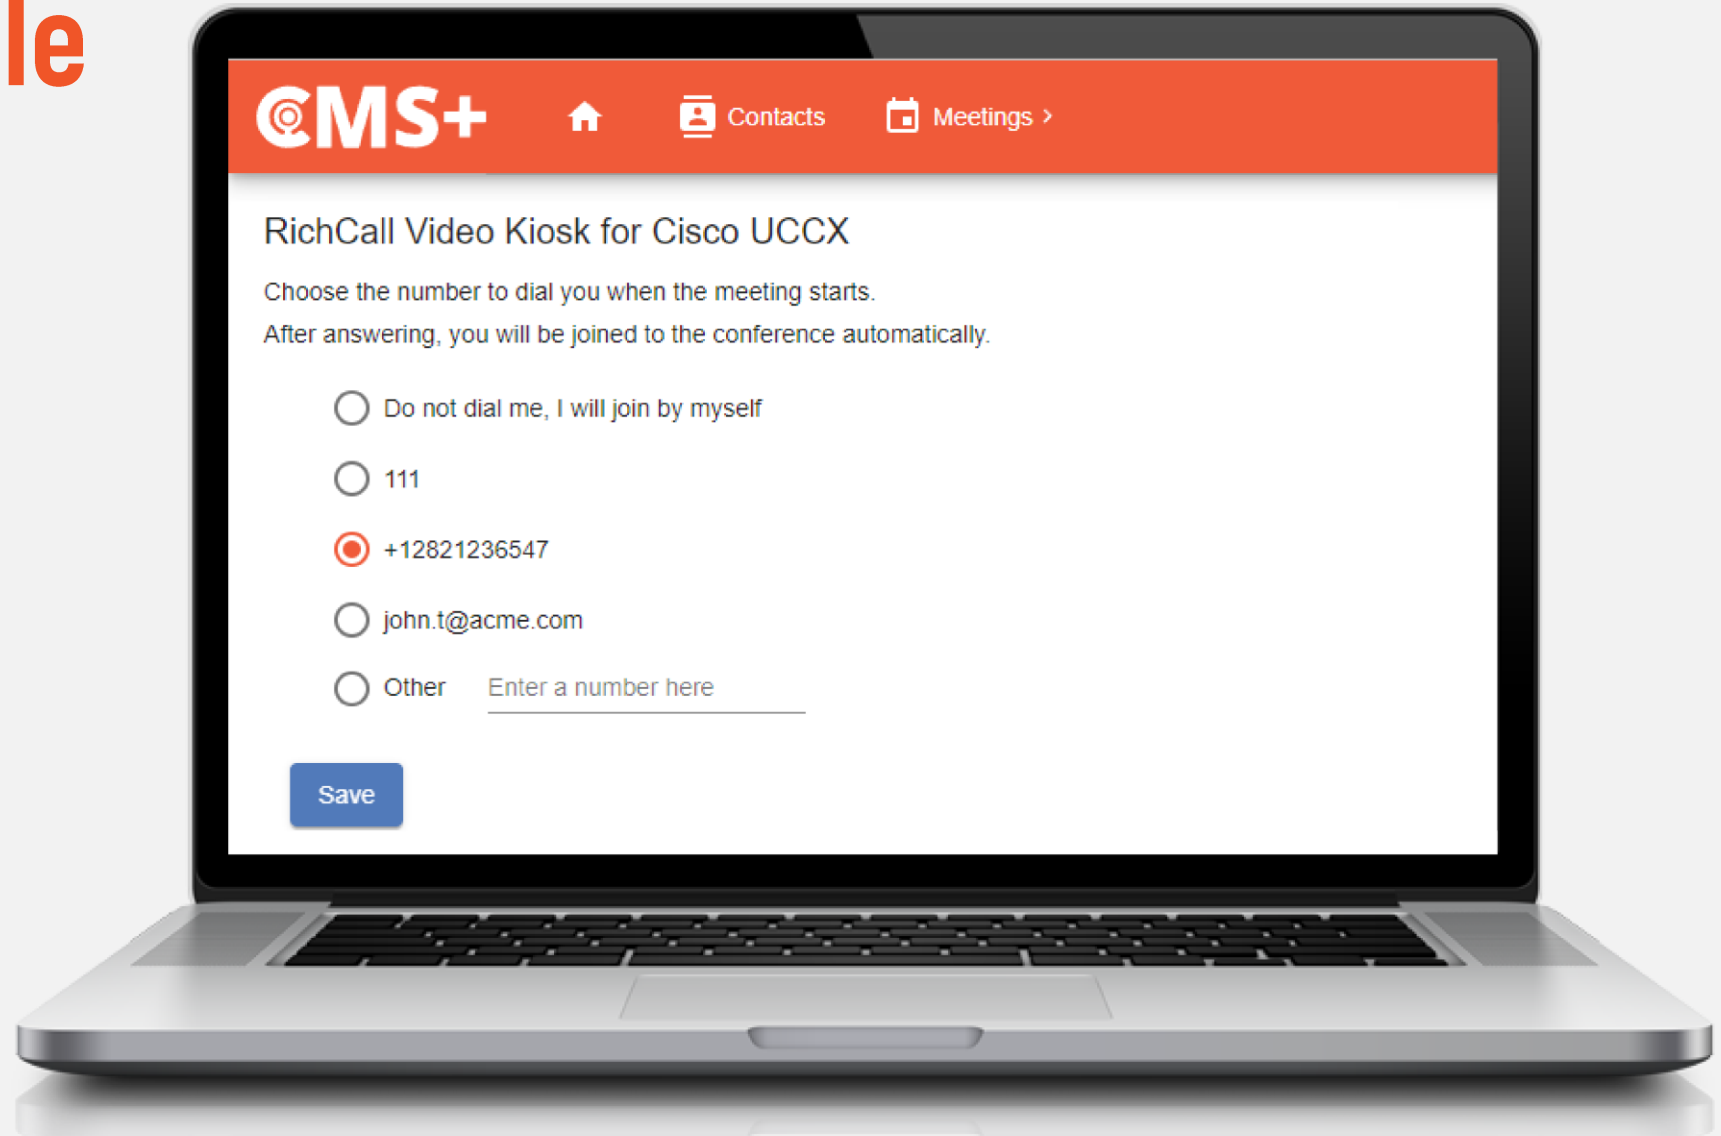 le
CMS+
Contacts
Meetings >
RichCall Video Kiosk for Cisco UCCX
Choose the number to dial you when the meeting starts.
After answering, you will be joined to the conference automatically.
Do not dial me, I will join by myself
111
+12821236547
john.t@acme.com
Other Enter a number here
Save